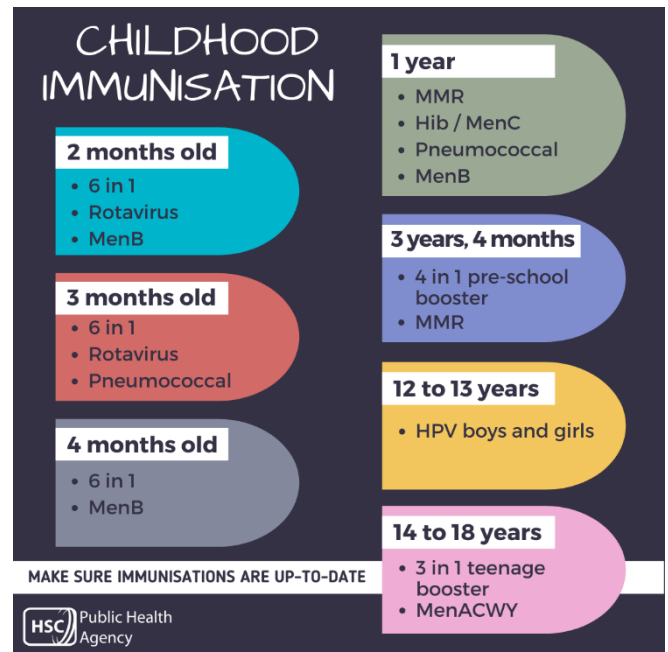 CHILDHOOD
IMMUNISATION
2 months old
• 6 in 1
• Rotavirus
• MenB
3 months old
• 6 in 1
• Rotavirus
• Pneumococcal
4 months old
• 6 in 1
• MenB
1 year
• MMR
• Hib / MenC
• Pneumococcal
• MenB
3 years, 4 months
• 4 in 1 pre-school
booster
• MMR
12 to 13 years
• HPV boys and girls
14 to 18 years
• 3 in 1 teenage
booster
• MenACWY
MAKE SURE IMMUNISATIONS ARE UP-TO-DATE
HSC Public Health
Agency